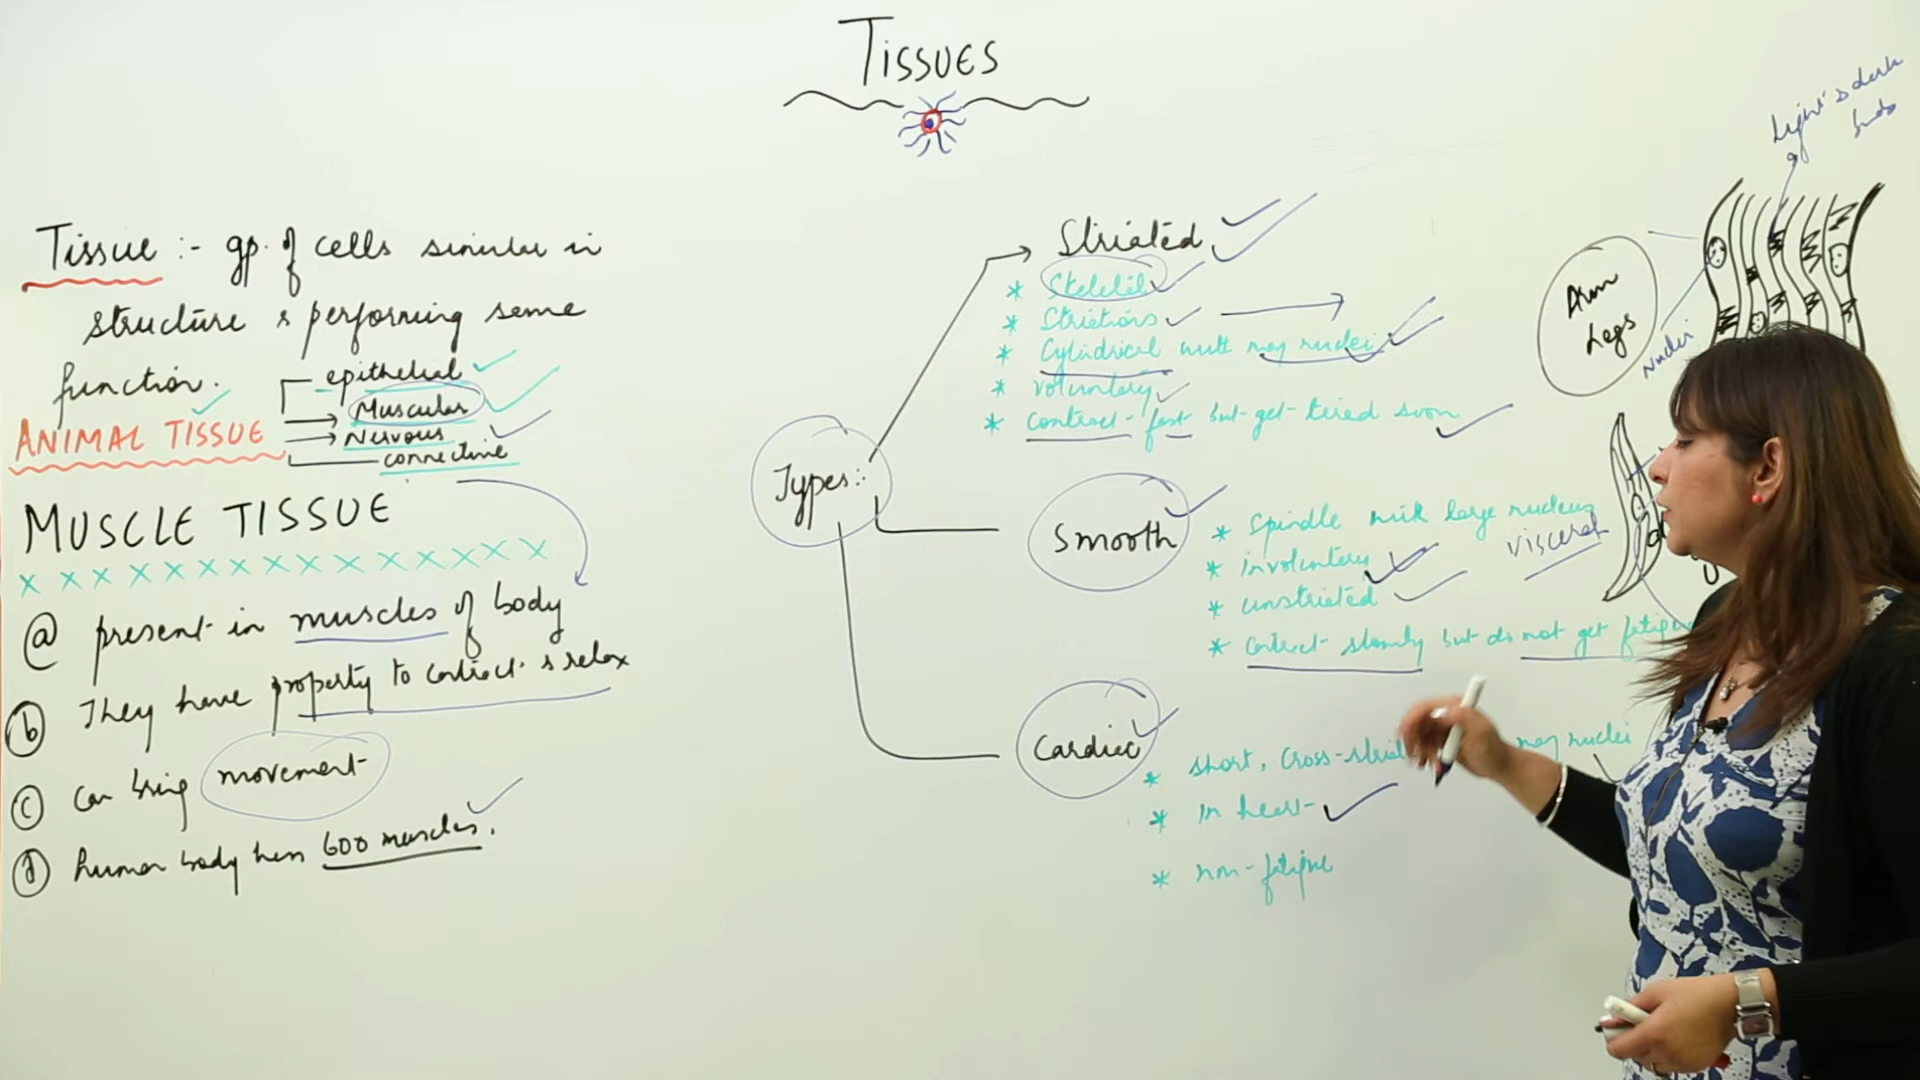 Tissues
Tissue :- gp. of cells similar in
structure & performing same
function.
ANIMAL TISSUE
epithelial
Muscular
Nervous
connective
MUSCLE TISSUE
a present in muscles of body
b They have property to contract & relax
c Can bring movement
d human body has 600 muscles.
Types:-
Striated
* Skeletal
* Striations
* Cylindrical with many nuclei
* voluntary
* contract fast but get tired soon
Smooth
* Spindle with large nucleus
* involuntary
visceral
* unstriated
* Contract slowly but do not get
Cardiac
* short, cross-stria many nuclei
* in heart
* non-fatigue
Light & dark
Arm
Legs
Nuclei